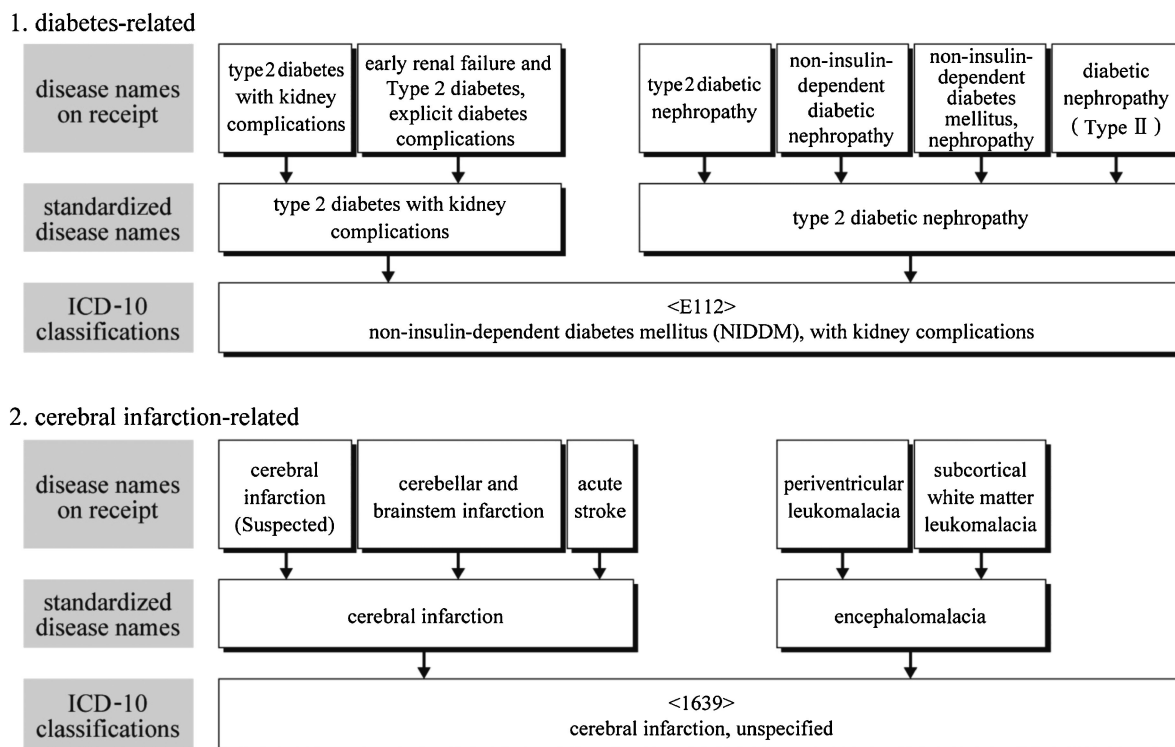 1. diabetes-related
disease names
on receipt
type 2 diabetes
with kidney
complications
early renal failure and
Type 2 diabetes,
explicit diabetes
complications
type 2 diabetic
nephropathy
non-insulin-
dependent
diabetic
nephropathy
non-insulin-
dependent
diabetes
mellitus,
nephropathy
diabetic
nephropathy
( Type Ⅱ )
standardized
disease names
type 2 diabetes with kidney
complications
type 2 diabetic nephropathy
ICD-10
classifications
<E112>
non-insulin-dependent diabetes mellitus (NIDDM), with kidney complications
2. cerebral infarction-related
disease names
on receipt
cerebral
infarction
(Suspected)
cerebellar and
brainstem infarction
acute
stroke
periventricular
leukomalacia
subcortical
white matter
leukomalacia
standardized
disease names
cerebral infarction
encephalomalacia
ICD-10
classifications
<1639>
cerebral infarction, unspecified